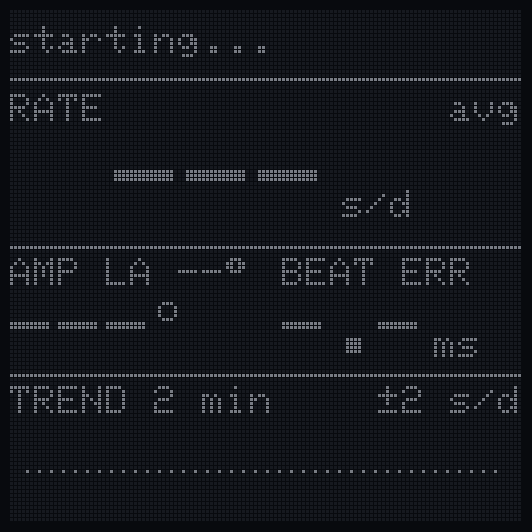 starting...
RATE avg
--- s/d
AMP LA --° BEAT ERR
---° -.- ms
TREND 2 min ±2 s/d